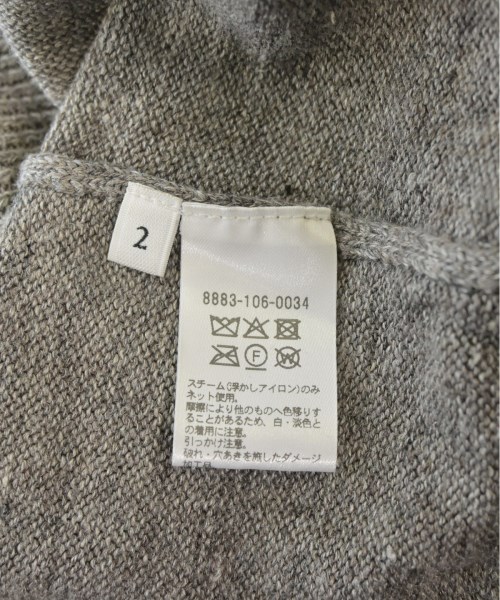 2
8883-106-0034
スチーム(浮かしアイロン)のみ
ネット使用。
摩擦により他のものへ色移りす
ることがあるため、白・淡色と
の着用に注意。
引っかけ注意。
破れ・穴あきを施したダメージ
加工品